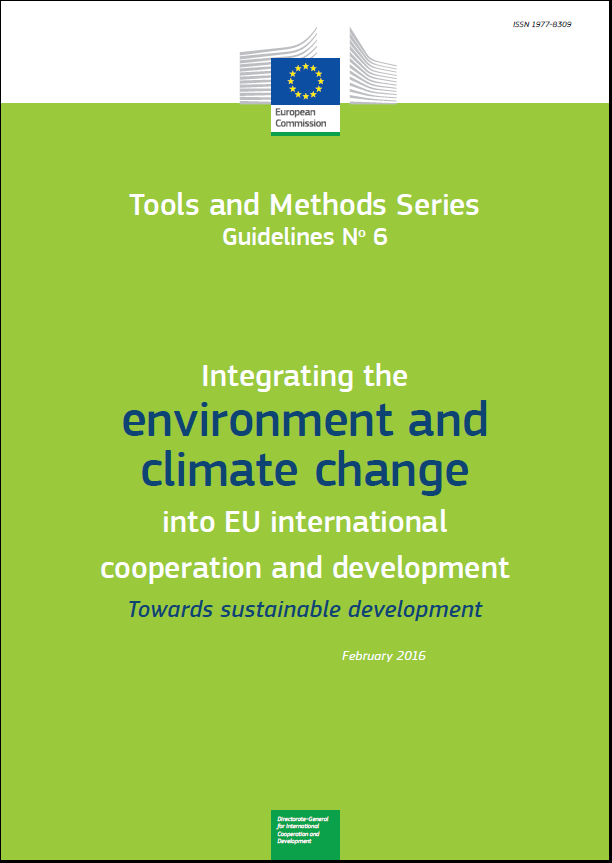 ISSN 1977-8309
European
Commission
Tools and Methods Series
Guidelines Nº 6
Integrating the
environment and
climate change
into EU international
cooperation and development
Towards sustainable development
February 2016
Directorate-General
for International
Cooperation and
Development